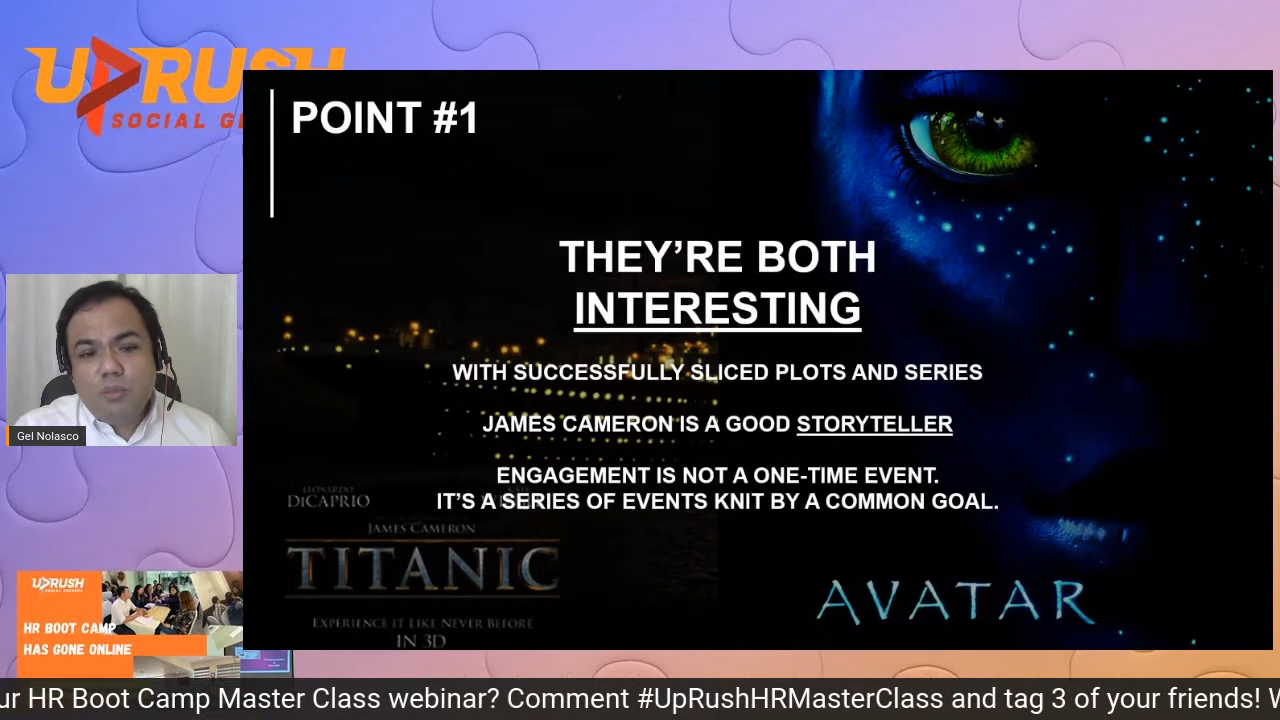 UPRUSH
SOCIAL
POINT #1
THEY'RE BOTH
INTERESTING
WITH SUCCESSFULLY SLICED PLOTS AND SERIES
JAMES CAMERON IS A GOOD STORYTELLER
ENGAGEMENT IS NOT A ONE-TIME EVENT.
IT'S A SERIES OF EVENTS KNIT BY A COMMON GOAL.
LEONARDO
DiCAPRIO
JAMES CAMERON
TITANIC
EXPERIENCE IT LIKE NEVER BEFORE
IN 3D
AVATAR
Gel Nolasco
UPRUSH
HR BOOT CAMP
HAS GONE ONLINE
ur HR Boot Camp Master Class webinar? Comment #UpRushHRMasterClass and tag 3 of your friends! W